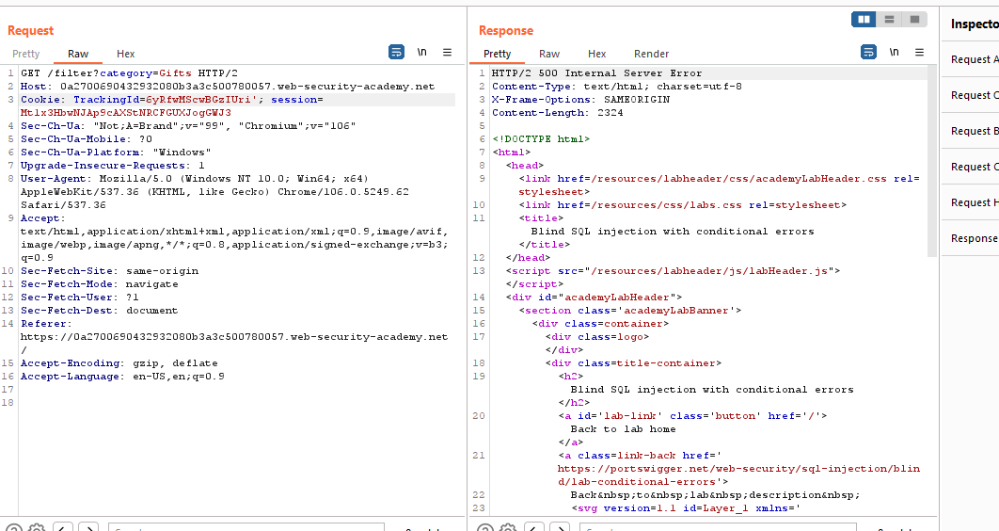 Request
Pretty Raw Hex
\n
1 GET /filter?category=Gifts HTTP/2
2 Host: 0a2700690432932080b3a3c500780057.web-security-academy.net
3 Cookie: TrackingId=6yRfwMScwBGzIUri'; session=
Mtlx3HbwNJAp9cAXStNRCFGUXJogGWJ3
4 Sec-Ch-Ua: "Not;A=Brand";v="99", "Chromium";v="106"
5 Sec-Ch-Ua-Mobile: ?0
6 Sec-Ch-Ua-Platform: "Windows"
7 Upgrade-Insecure-Requests: 1
8 User-Agent: Mozilla/5.0 (Windows NT 10.0; Win64; x64)
AppleWebKit/537.36 (KHTML, like Gecko) Chrome/106.0.5249.62
Safari/537.36
9 Accept:
text/html,application/xhtml+xml,application/xml;q=0.9,image/avif,
image/webp,image/apng,*/*;q=0.8,application/signed-exchange;v=b3;
q=0.9
10 Sec-Fetch-Site: same-origin
11 Sec-Fetch-Mode: navigate
12 Sec-Fetch-User: ?1
13 Sec-Fetch-Dest: document
14 Referer:
https://0a2700690432932080b3a3c500780057.web-security-academy.net
/
15 Accept-Encoding: gzip, deflate
16 Accept-Language: en-US,en;q=0.9
17
18
Response
Pretty Raw Hex Render
\n
1 HTTP/2 500 Internal Server Error
2 Content-Type: text/html; charset=utf-8
3 X-Frame-Options: SAMEORIGIN
4 Content-Length: 2324
5
6 <!DOCTYPE html>
7 <html>
8 <head>
9 <link href=/resources/labheader/css/academyLabHeader.css rel=
stylesheet>
10 <link href=/resources/css/labs.css rel=stylesheet>
11 <title>
Blind SQL injection with conditional errors
</title>
12 </head>
13 <script src="/resources/labheader/js/labHeader.js">
</script>
14 <div id="academyLabHeader">
15 <section class='academyLabBanner'>
16 <div class=container>
17 <div class=logo>
</div>
18 <div class=title-container>
19 <h2>
Blind SQL injection with conditional errors
</h2>
20 <a id='lab-link' class='button' href='/'>
Back to lab home
</a>
21 <a class=link-back href='
https://portswigger.net/web-security/sql-injection/blin
d/lab-conditional-errors'>
22 Back&nbsp;to&nbsp;lab&nbsp;description&nbsp;
23 <svg version=1.1 id=Layer_1 xmlns='
Inspecto
Request A
Request Q
Request B
Request C
Request H
Response